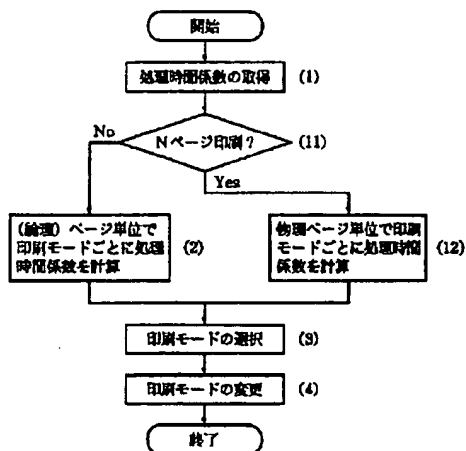 開始
処理時間係数の取得 (1)
Nページ印刷? (11)
No
Yes
(論理) ページ単位で
印刷モードごとに処理
時間係数を計算
(2)
物理ページ単位で印刷
モードごとに処理時間
係数を計算
(12)
印刷モードの選択 (3)
印刷モードの変更 (4)
終了